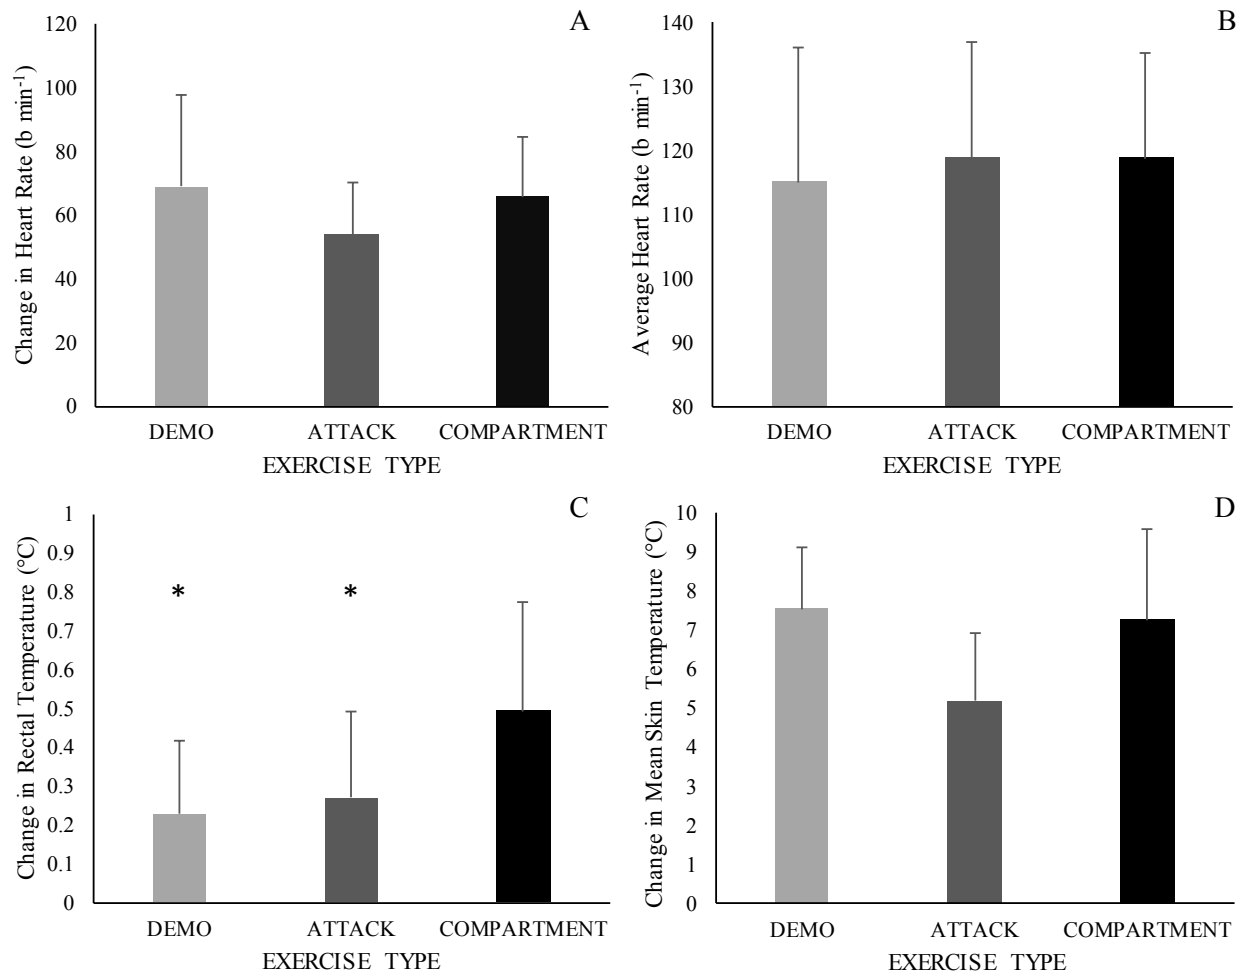 A
Change in Heart Rate (b min-1)
120
100
80
60
40
20
0
DEMO ATTACK COMPARTMENT
EXERCISE TYPE
B
Average Heart Rate (b min-1)
140
130
120
110
100
90
80
DEMO ATTACK COMPARTMENT
EXERCISE TYPE
C
Change in Rectal Temperature (°C)
1
0.9
0.8
0.7
0.6
0.5
0.4
0.3
0.2
0.1
0
* *
DEMO ATTACK COMPARTMENT
EXERCISE TYPE
D
Change in Mean Skin Temperature (°C)
10
9
8
7
6
5
4
3
2
1
0
DEMO ATTACK COMPARTMENT
EXERCISE TYPE